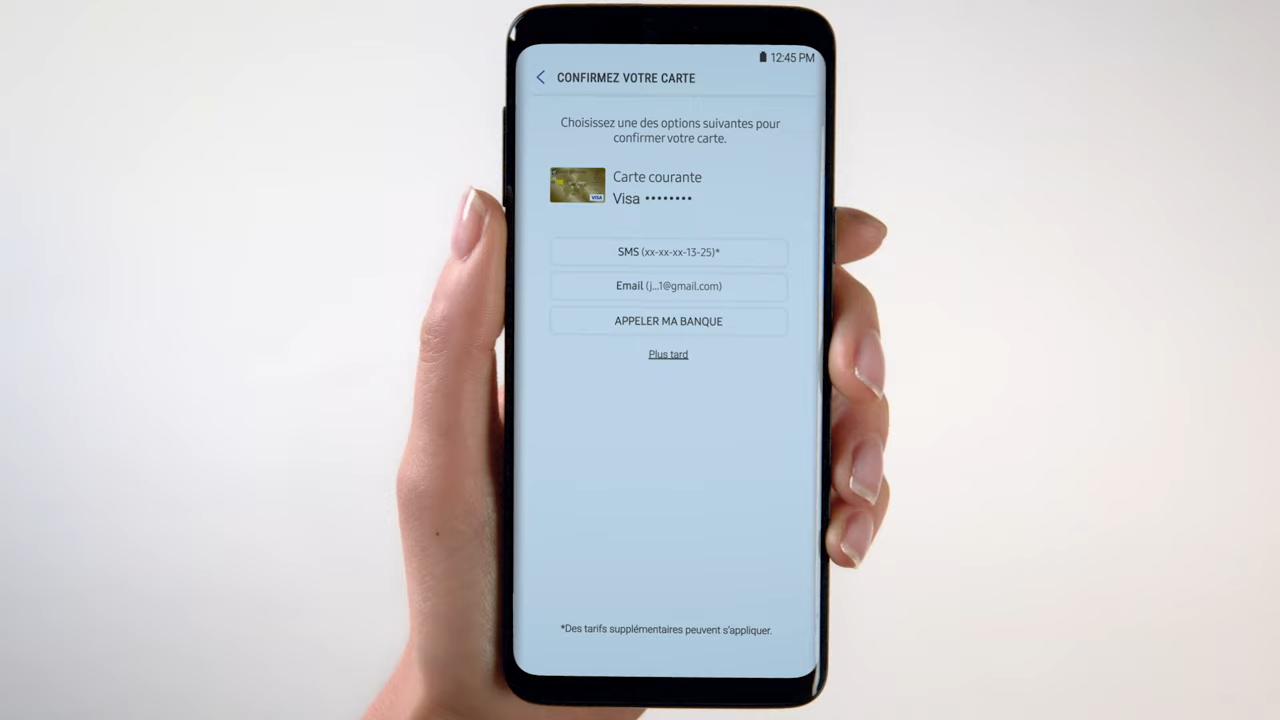 12:45 PM
CONFIRMEZ VOTRE CARTE
Choisissez une des options suivantes pour
confirmer votre carte.
Carte courante
Visa ••••••••
VISA
SMS (xx-xx-xx-13-25)*
Email (j...1@gmail.com)
APPELER MA BANQUE
Plus tard
*Des tarifs supplémentaires peuvent s'appliquer.